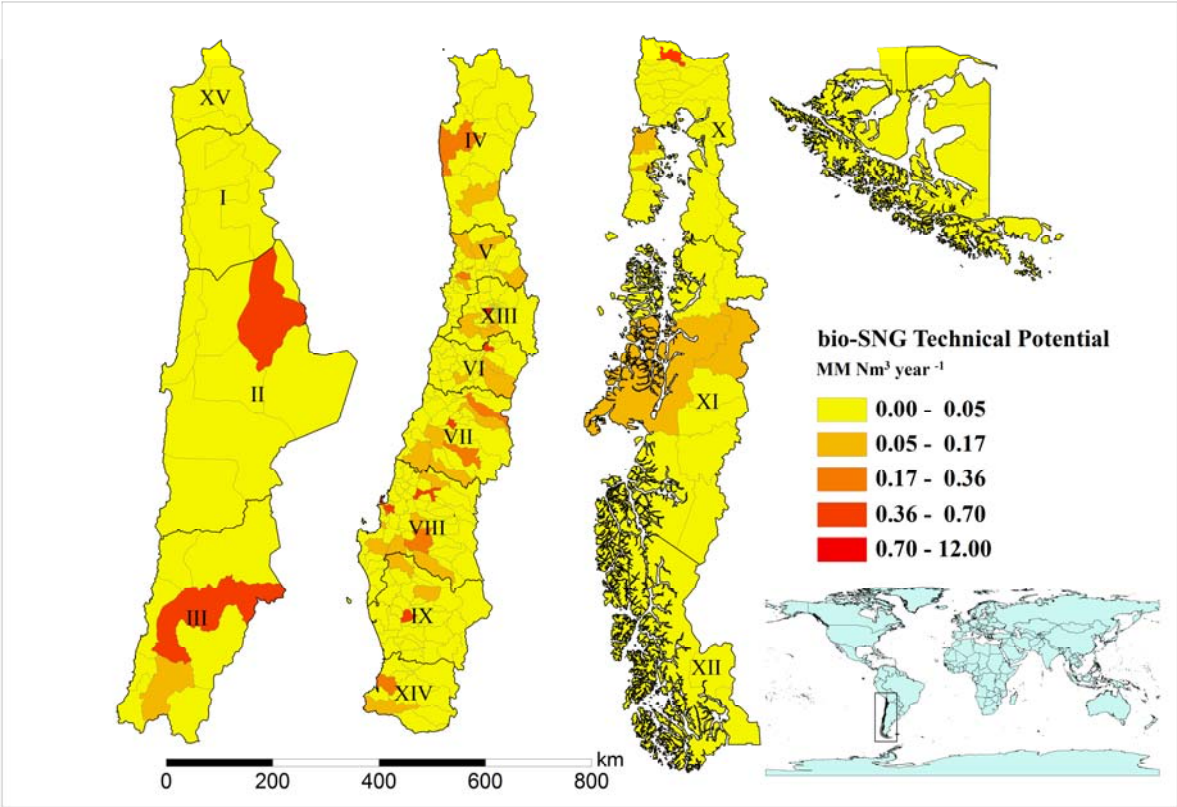 XV
I
II
III
IV
V
XIII
VI
VII
VIII
IX
XIV
X
XI
XII
bio-SNG Technical Potential
MM Nm³ year ⁻¹
0.00 - 0.05
0.05 - 0.17
0.17 - 0.36
0.36 - 0.70
0.70 - 12.00
km
0 200 400 600 800